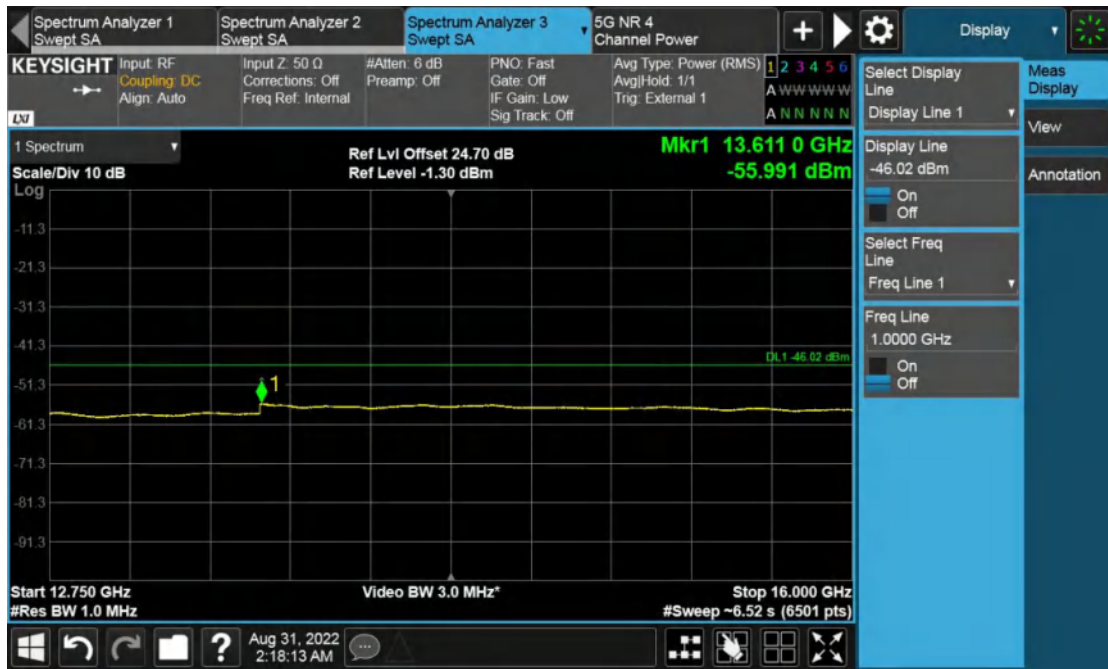 Spectrum Analyzer 1
Swept SA
Spectrum Analyzer 2
Swept SA
Spectrum Analyzer 3
Swept SA
5G NR 4
Channel Power
Display
KEYSIGHT
LXI
Input: RF
Coupling: DC
Align: Auto
Input Z: 50 Ω
Corrections: Off
Freq Ref: Internal
#Atten: 6 dB
Preamp: Off
PNO: Fast
Gate: Off
IF Gain: Low
Sig Track: Off
Avg Type: Power (RMS)
Avg|Hold: 1/1
Trig: External 1
1 2 3 4 5 6
A W W W W W
A N N N N N
1 Spectrum
Scale/Div 10 dB
Log
Ref Lvl Offset 24.70 dB
Ref Level -1.30 dBm
Mkr1 13.611 0 GHz
-55.991 dBm
-11.3
-21.3
-31.3
-41.3
DL1 -46.02 dBm
-51.3
1
-61.3
-71.3
-81.3
-91.3
Start 12.750 GHz
#Res BW 1.0 MHz
Video BW 3.0 MHz*
Stop 16.000 GHz
#Sweep ~6.52 s (6501 pts)
Select Display
Line
Display Line 1
Display Line
-46.02 dBm
On
Off
Select Freq
Line
Freq Line 1
Freq Line
1.0000 GHz
On
Off
Meas
Display
View
Annotation
?
Aug 31, 2022
2:18:13 AM